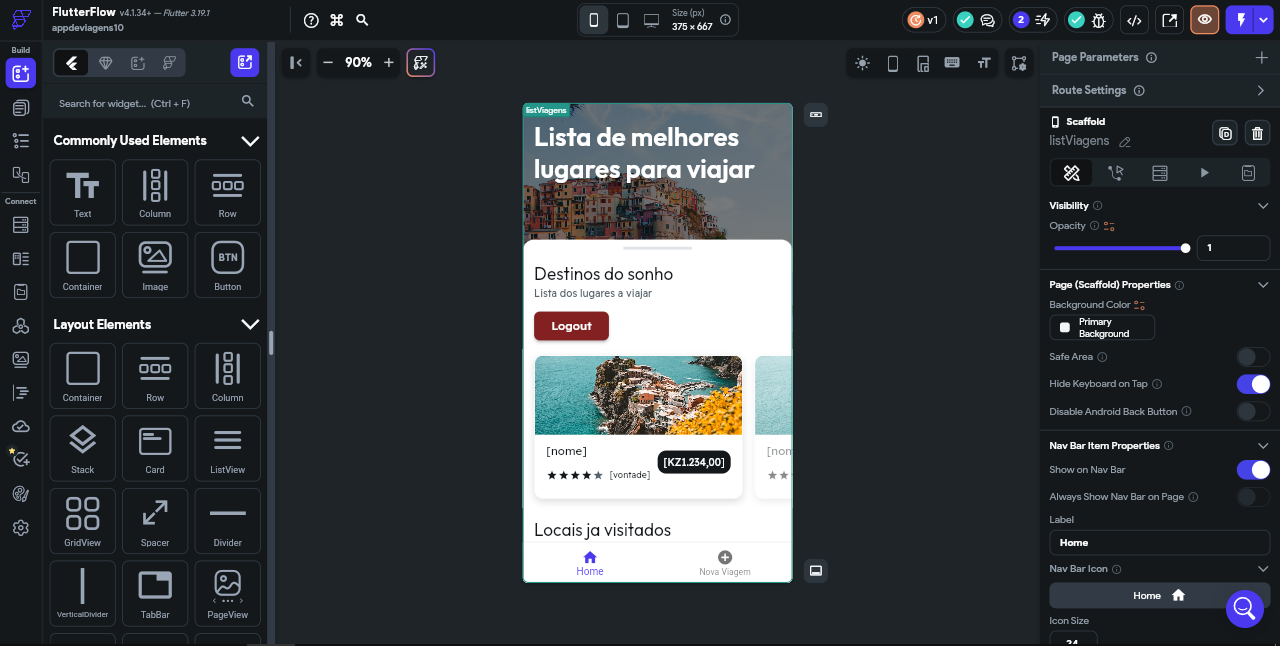 FlutterFlow v4.1.34+ — Flutter 3.19.1
appdeviagens10
Size (px)
375 × 667
v1
2
Build
Connect
Search for widget... (Ctrl + F)
Commonly Used Elements
Text
Column
Row
Container
Image
BTN
Button
Layout Elements
Container
Row
Column
Stack
Card
ListView
GridView
Spacer
Divider
VerticalDivider
TabBar
PageView
90%
listViagens
Lista de melhores
lugares para viajar
Destinos do sonho
Lista dos lugares a viajar
Logout
[nome]
[KZ1.234,00]
[vontade]
[nom
Locais ja visitados
Home
Nova Viagem
Page Parameters
Route Settings
Scaffold
listViagens
Visibility
Opacity
1
Page (Scaffold) Properties
Background Color
Primary
Background
Safe Area
Hide Keyboard on Tap
Disable Android Back Button
Nav Bar Item Properties
Show on Nav Bar
Always Show Nav Bar on Page
Label
Home
Nav Bar Icon
Home
Icon Size
24